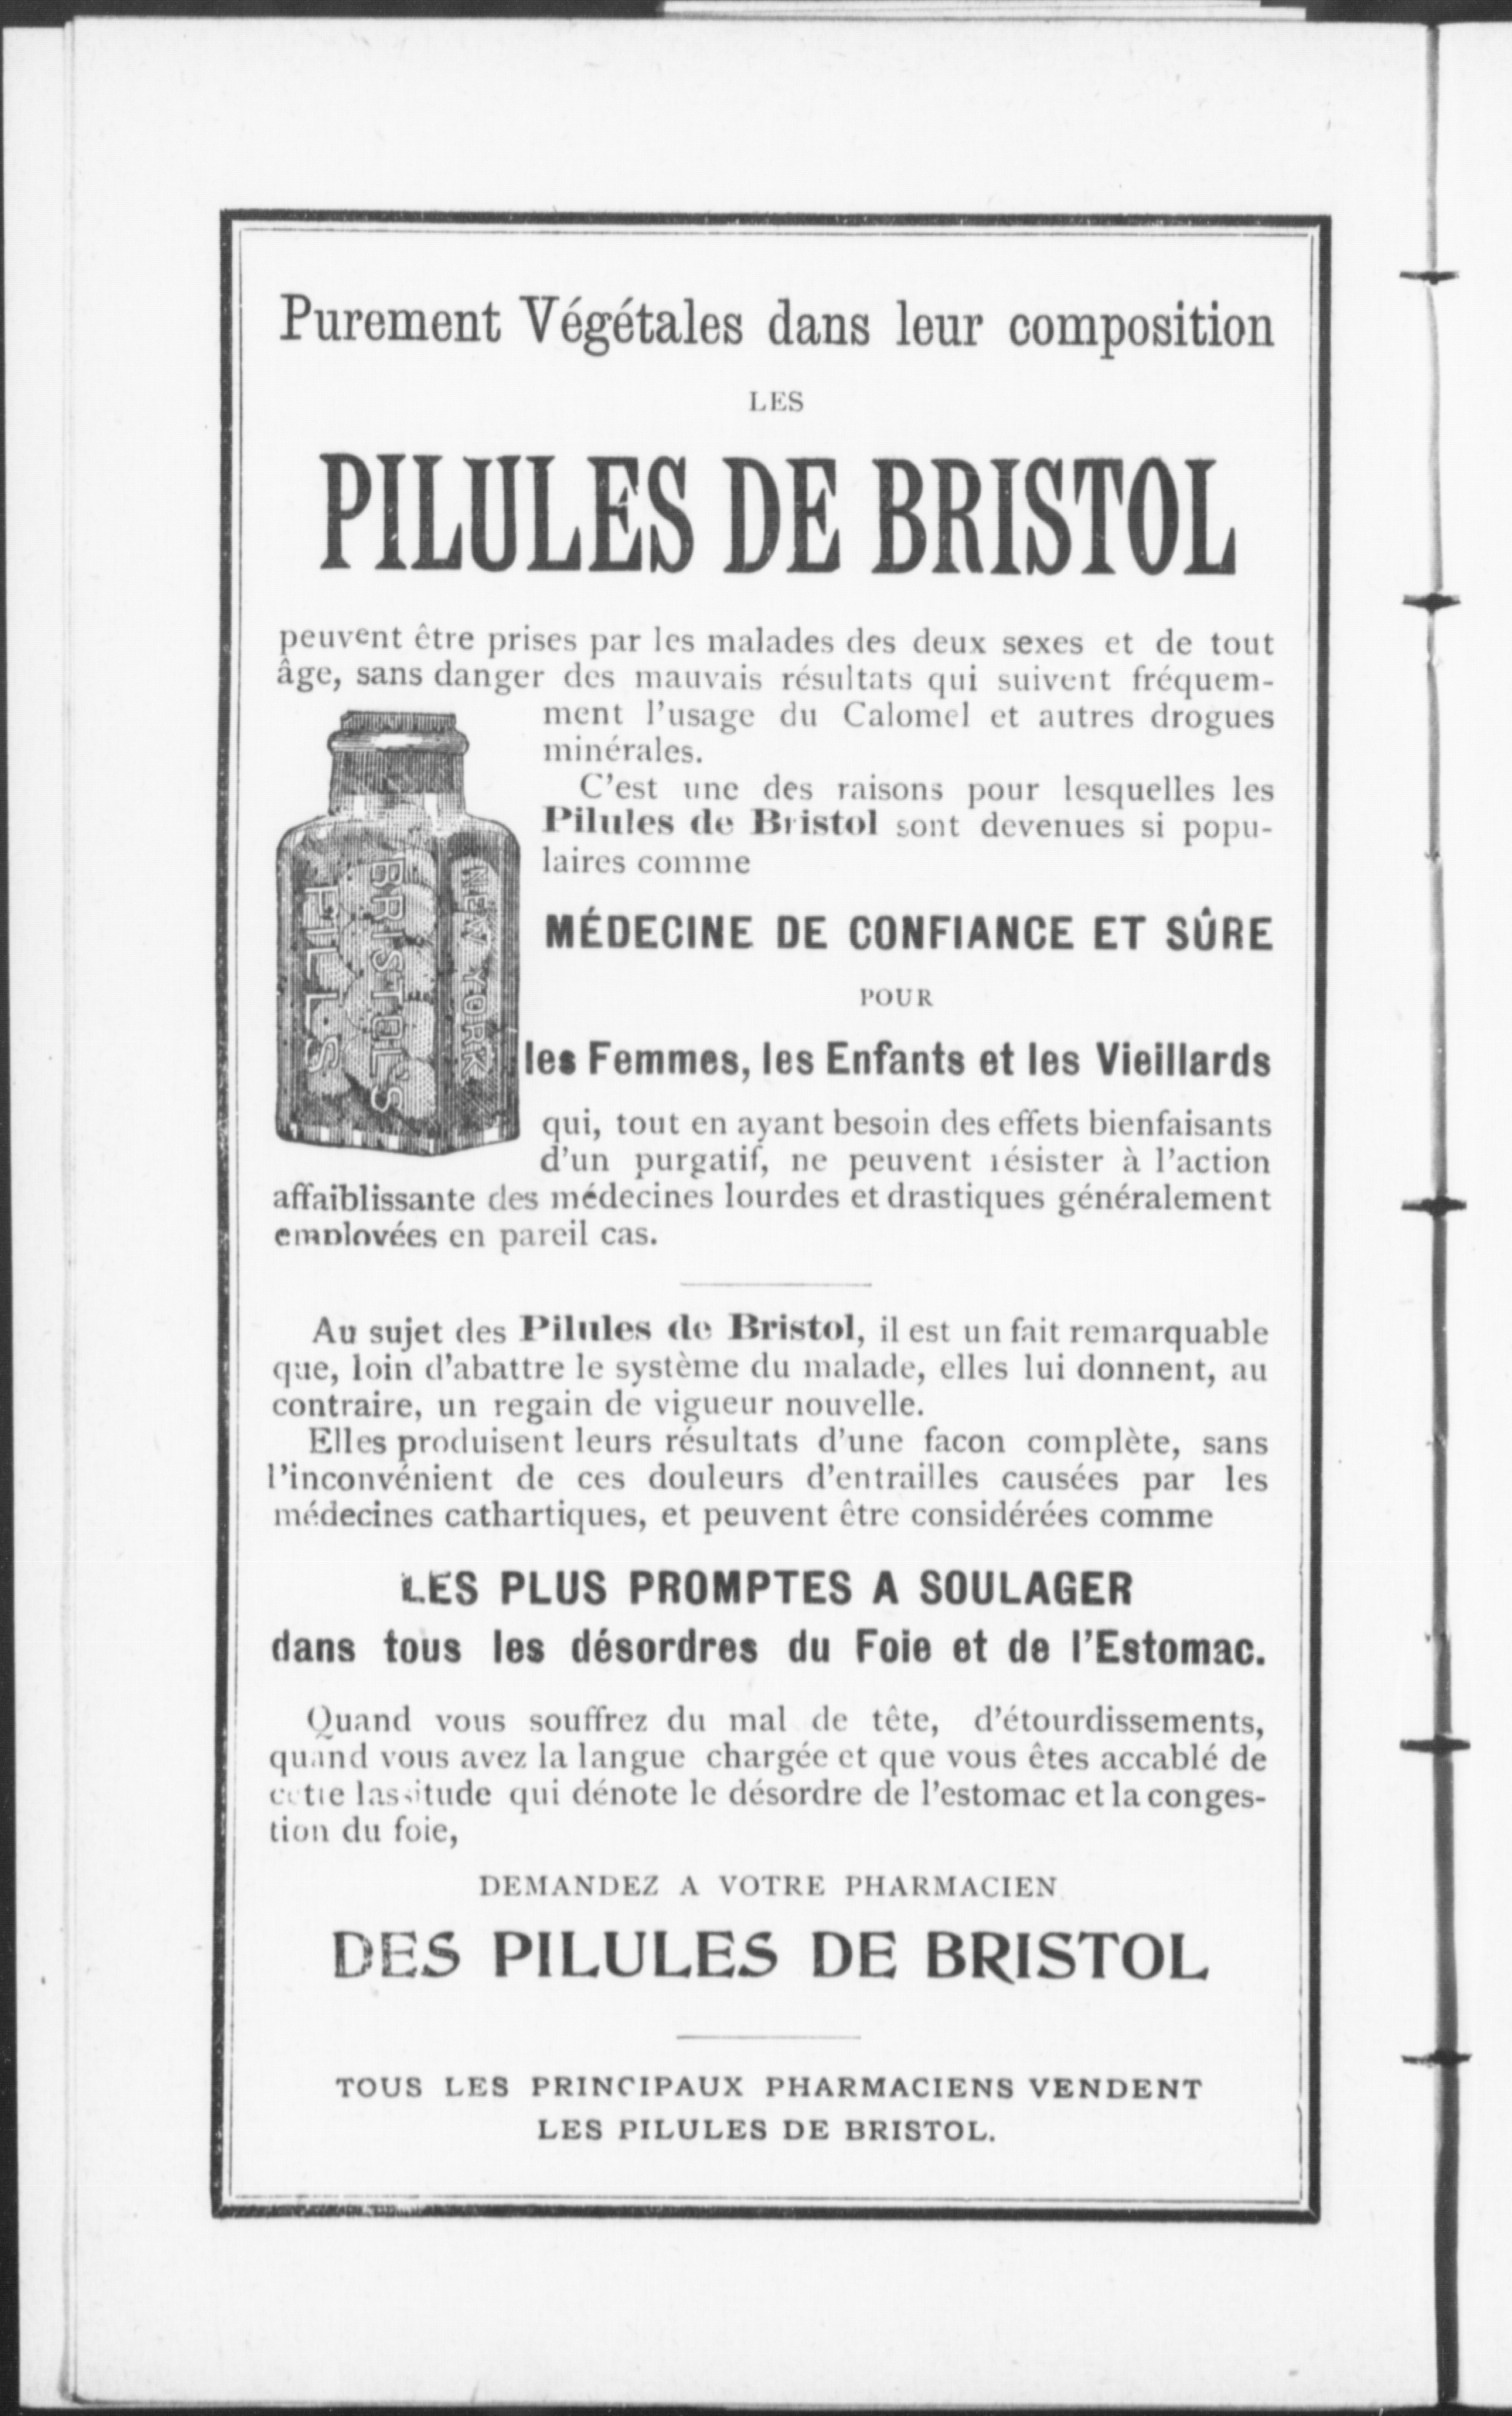 Purement Végétales dans leur composition
LES
PILULES DE BRISTOL
peuvent être prises par les malades des deux sexes et de tout
âge, sans danger des mauvais résultats qui suivent fréquem-
ment l'usage du Calomel et autres drogues
minérales.
C'est une des raisons pour lesquelles les
Pilules de Bristol sont devenues si popu-
laires comme
BRISTOL'S
PILLS
NEW YORK
MÉDECINE DE CONFIANCE ET SÛRE
POUR
les Femmes, les Enfants et les Vieillards
qui, tout en ayant besoin des effets bienfaisants
d'un purgatif, ne peuvent résister à l'action
affaiblissante des médecines lourdes et drastiques généralement
employées en pareil cas.
Au sujet des Pilules de Bristol, il est un fait remarquable
que, loin d'abattre le système du malade, elles lui donnent, au
contraire, un regain de vigueur nouvelle.
Elles produisent leurs résultats d'une facon complète, sans
l'inconvénient de ces douleurs d'entrailles causées par les
médecines cathartiques, et peuvent être considérées comme
LES PLUS PROMPTES A SOULAGER
dans tous les désordres du Foie et de l'Estomac.
Quand vous souffrez du mal de tête, d'étourdissements,
quand vous avez la langue chargée et que vous êtes accablé de
cette lassitude qui dénote le désordre de l'estomac et la conges-
tion du foie,
DEMANDEZ A VOTRE PHARMACIEN
DES PILULES DE BRISTOL
TOUS LES PRINCIPAUX PHARMACIENS VENDENT
LES PILULES DE BRISTOL.